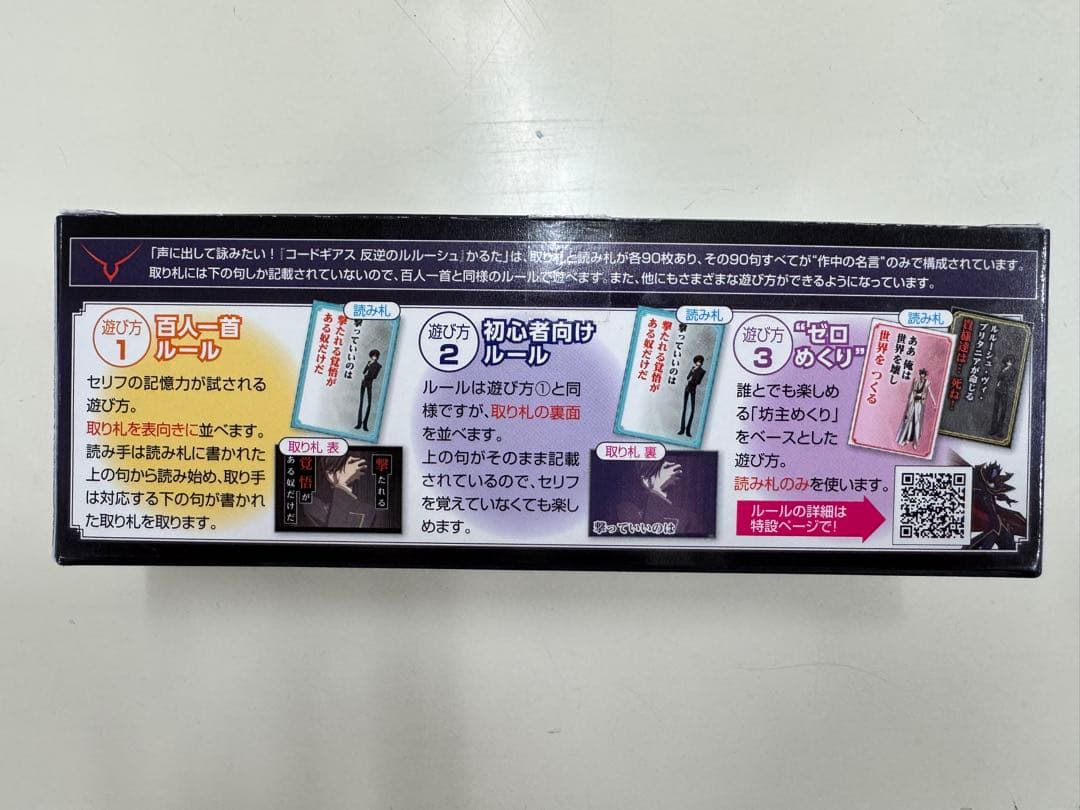 「声に出して詠みたい!『コードギアス 反逆のルルーシュ』かるた」は、取り札と読み札が各90枚あり、その90句すべてが"作中の名言"のみで構成されています。
取り札には下の句しか記載されていないので、百人一首と同様のルールで遊べます。また、他にもさまざまな遊び方ができるようになっています。
遊び方
1
百人一首
ルール
セリフの記憶力が試される
遊び方。
取り札を表向きに並べます。
読み手は読み札に書かれた
上の句から読み始め、取り手
は対応する下の句が書かれ
た取り札を取ります。
読み札
撃っていいのは
撃たれる覚悟が
ある奴だけだ
取り札 表
撃たれる
覚悟が
ある奴だけだ
遊び方
2
初心者向け
ルール
ルールは遊び方①と同
様ですが、取り札の裏面
を並べます。
上の句がそのまま記載
されているので、セリフ
を覚えていなくても楽し
めます。
読み札
撃っていいのは
撃たれる覚悟が
ある奴だけだ
取り札 裏
撃っていいのは
遊び方
3
"ゼロ
めくり"
誰とでも楽しめ
る「坊主めくり」
をベースとした
遊び方。
読み札のみを使います。
読み札
ああ 俺は
世界を壊し
世界を つくる
ルルーシュ・ヴィ・
ブリタニアが命じる
貴様達は…死ね!
ルールの詳細は
特設ページで!